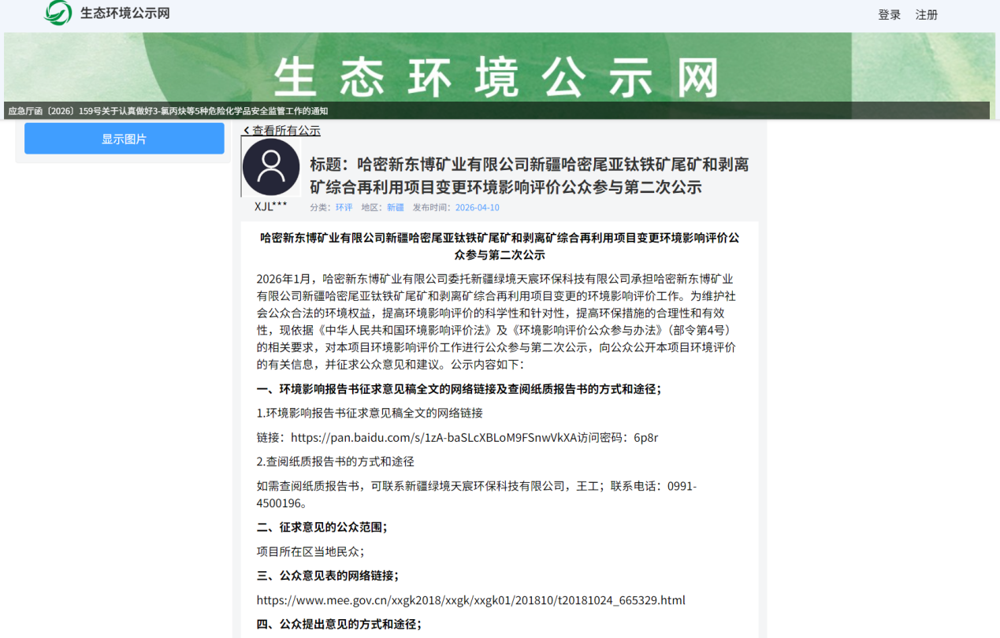 生态环境公示网
登录 注册
生态环境公示网
应急厅函〔2026〕159号关于认真做好3-氯丙炔等5种危险化学品安全监管工作的通知
显示图片
查看所有公示
标题：哈密新东博矿业有限公司新疆哈密尾亚钛铁矿尾矿和剥离
矿综合再利用项目变更环境影响评价公众参与第二次公示
XJL***
分类：环评 地区：新疆 发布时间：2026-04-10
哈密新东博矿业有限公司新疆哈密尾亚钛铁矿尾矿和剥离矿综合再利用项目变更环境影响评价公
众参与第二次公示
2026年1月，哈密新东博矿业有限公司委托新疆绿境天宸环保科技有限公司承担哈密新东博矿业
有限公司新疆哈密尾亚钛铁矿尾矿和剥离矿综合再利用项目变更的环境影响评价工作。为维护社
会公众合法的环境权益，提高环境影响评价的科学性和针对性，提高环保措施的合理性和有效
性，现依据《中华人民共和国环境影响评价法》及《环境影响评价公众参与办法》（部令第4号）
的相关要求，对本项目环境影响评价工作进行公众参与第二次公示，向公众公开本项目环境评价
的有关信息，并征求公众意见和建议。公示内容如下：
一、环境影响报告书征求意见稿全文的网络链接及查阅纸质报告书的方式和途径；
1.环境影响报告书征求意见稿全文的网络链接
链接：https://pan.baidu.com/s/1zA-baSLcXBLoM9FSnwVkXA访问密码：6p8r
2.查阅纸质报告书的方式和途径
如需查阅纸质报告书，可联系新疆绿境天宸环保科技有限公司，王工；联系电话：0991-
4500196。
二、征求意见的公众范围；
项目所在区当地民众；
三、公众意见表的网络链接；
https://www.mee.gov.cn/xxgk2018/xxgk/xxgk01/201810/t20181024_665329.html
四、公众提出意见的方式和途径；